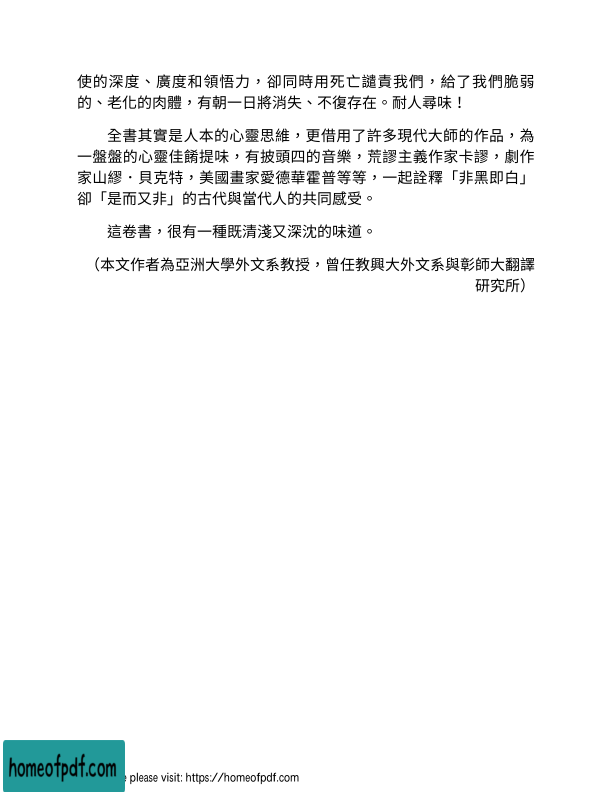 使的深度、廣度和領悟力，卻同時用死亡譴責我們，給了我們脆弱
的、老化的肉體，有朝一日將消失、不復存在。耐人尋味！
全書其實是人本的心靈思維，更借用了許多現代大師的作品，為
一盤盤的心靈佳餚提味，有披頭四的音樂，荒謬主義作家卡謬，劇作
家山繆．貝克特，美國畫家愛德華霍普等等，一起詮釋「非黑即白」
卻「是而又非」的古代與當代人的共同感受。
這卷書，很有一種既清淺又深沈的味道。
（本文作者為亞洲大學外文系教授，曾任教興大外文系與彰師大翻譯
研究所）
homeofpdf.com
please visit: https://homeofpdf.com